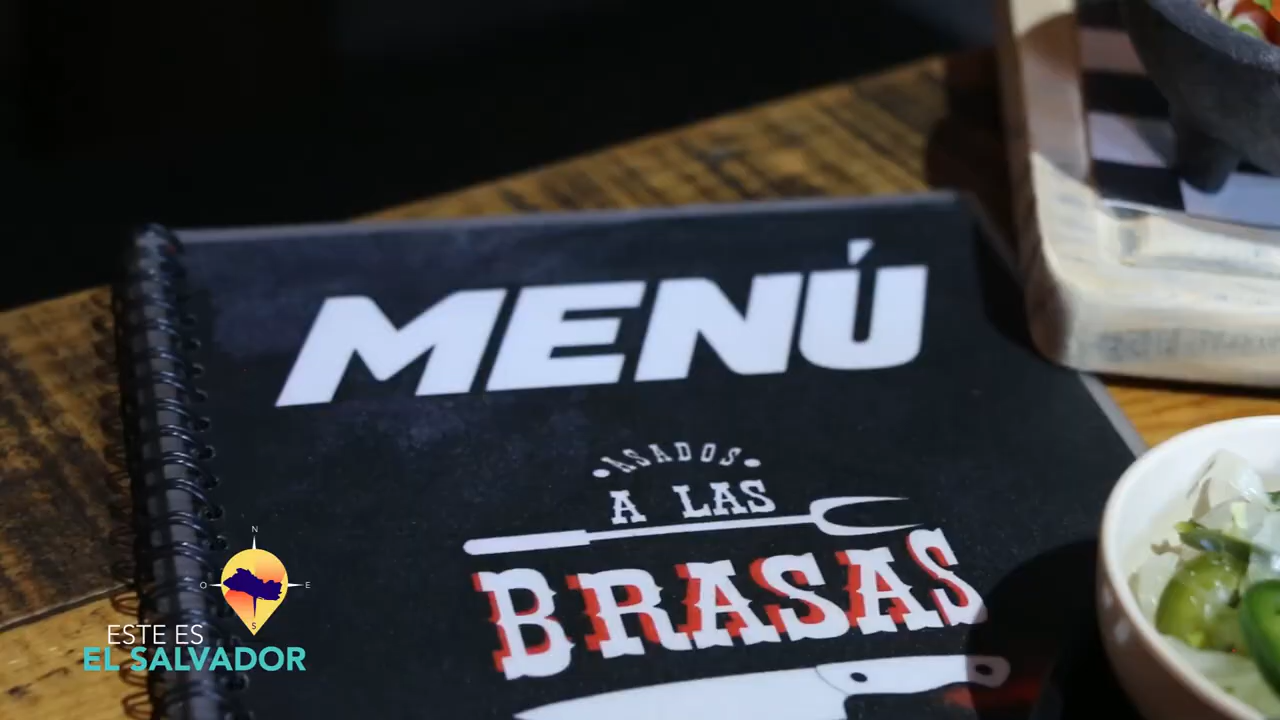 MENÚ
•ASADOS•
A LAS
BRASAS
N
O E
S
ESTE ES
EL SALVADOR